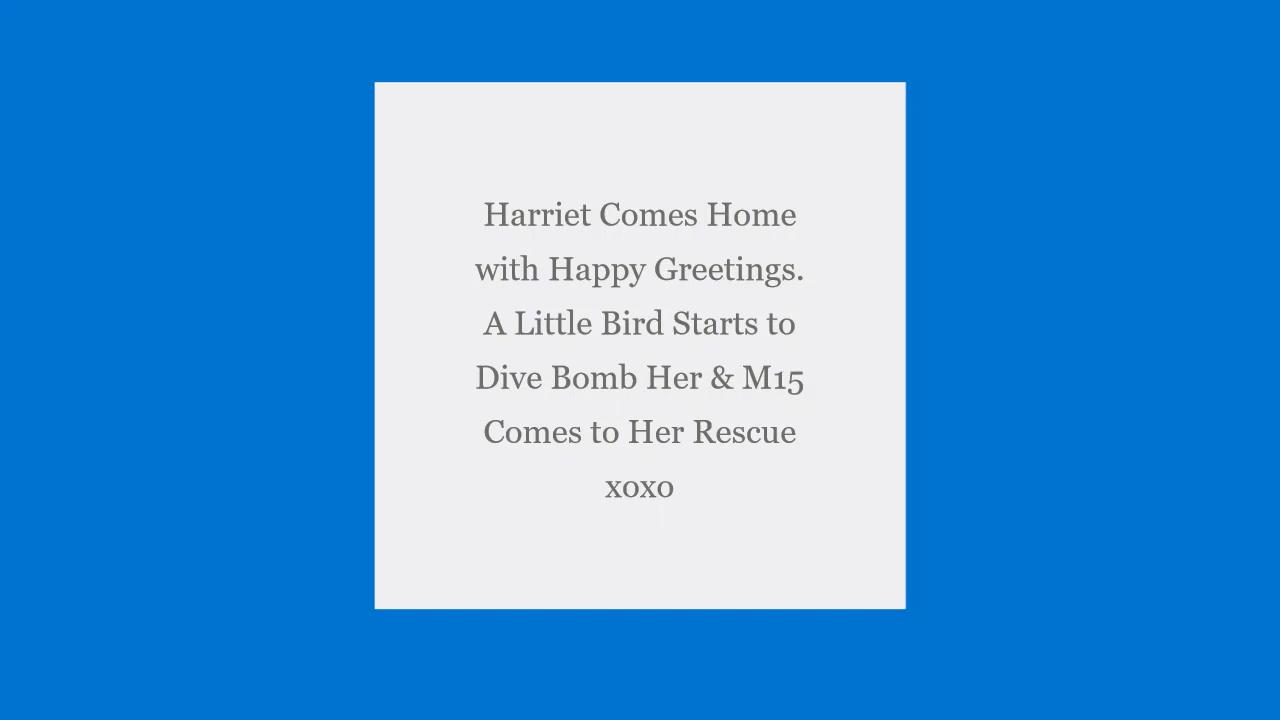 Harriet Comes Home
with Happy Greetings.
A Little Bird Starts to
Dive Bomb Her & M15
Comes to Her Rescue
xoxo